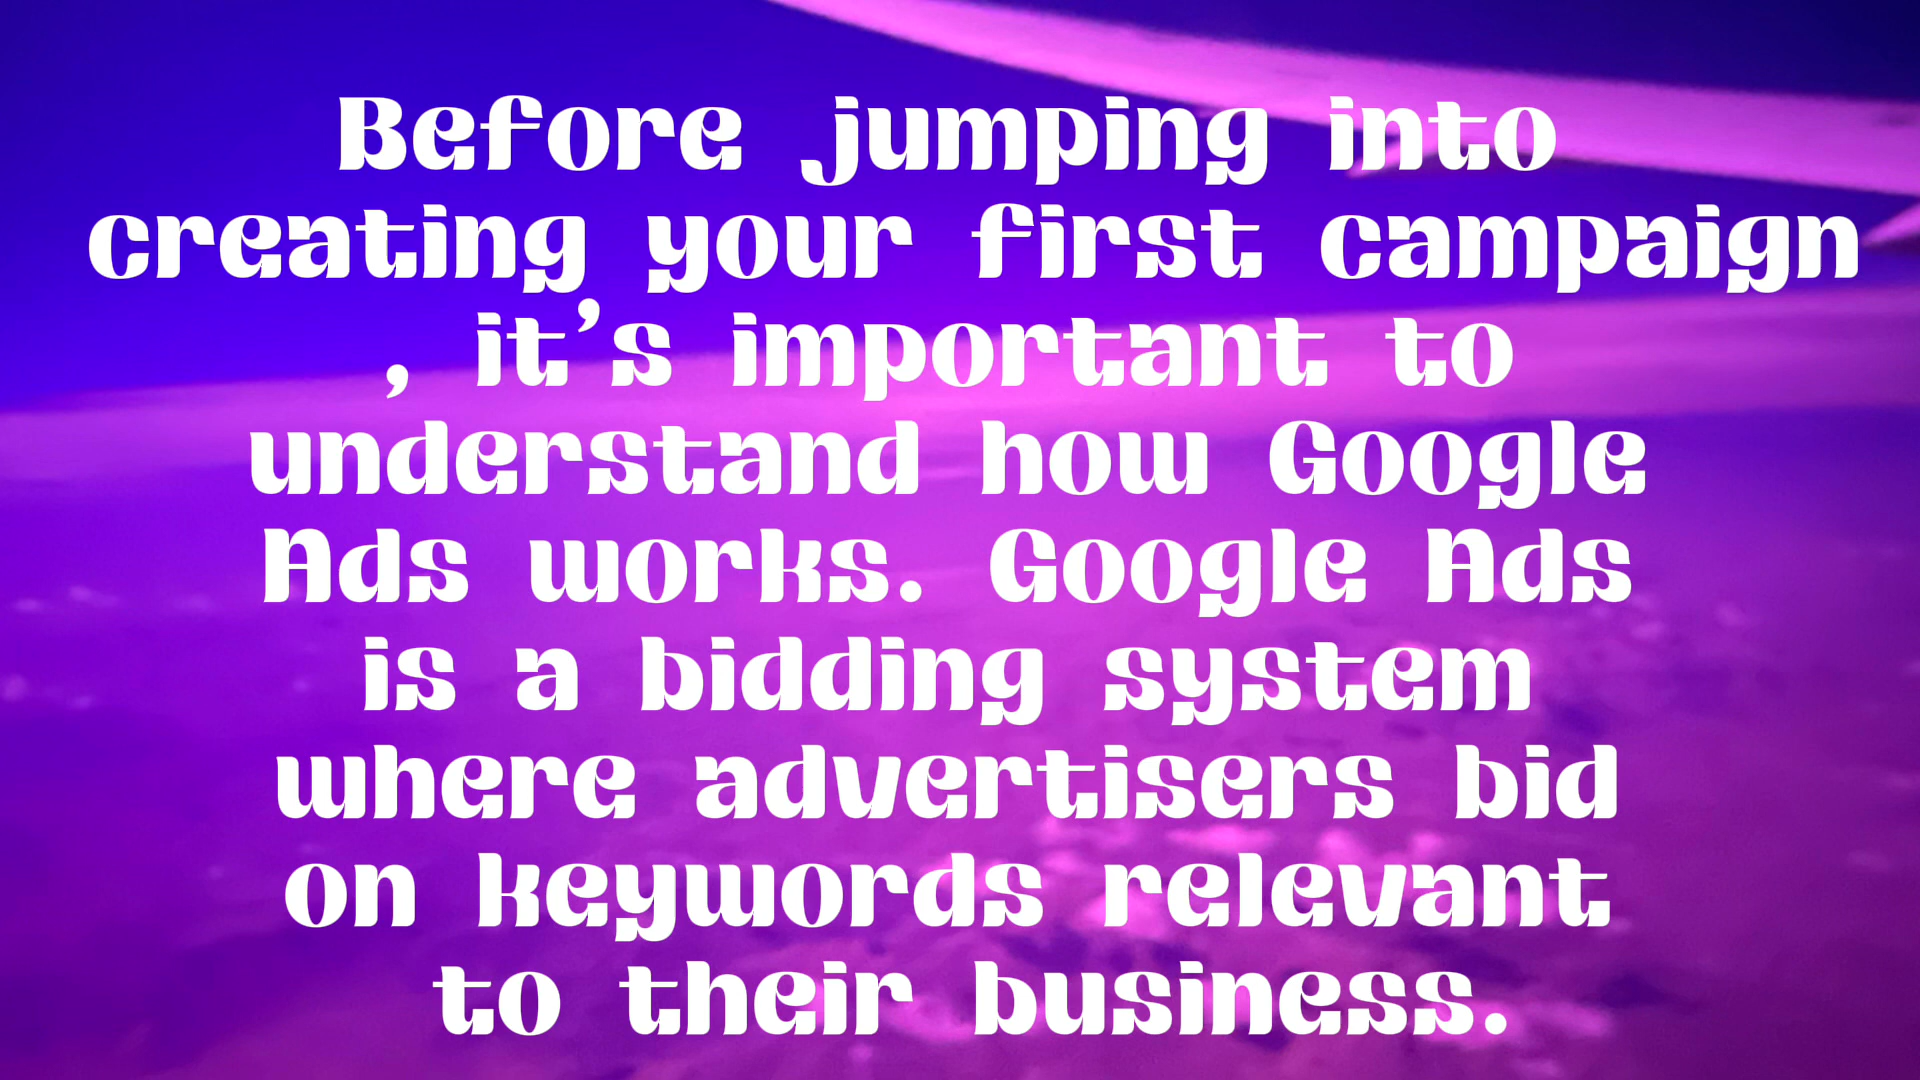 Before jumping into
creating your first campaign
, it’s important to
understand how Google
Ads works. Google Ads
is a bidding system
where advertisers bid
on keywords relevant
to their business.